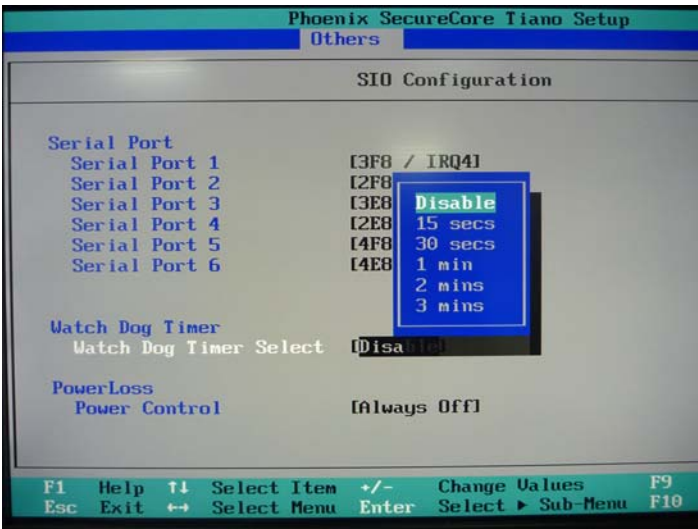 Phoenix SecureCore Tiano Setup
Others
SIO Configuration
Serial Port
Serial Port 1 [3F8 / IRQ4]
Serial Port 2 [2F8
Serial Port 3 [3E8
Serial Port 4 [2E8
Serial Port 5 [4F8
Serial Port 6 [4E8
Disable
15 secs
30 secs
1 min
2 mins
3 mins
Watch Dog Timer
Watch Dog Timer Select [Disable]
PowerLoss
Power Control [Always Off]
F1 Help ↑↓ Select Item +/- Change Values F9
Esc Exit ←→ Select Menu Enter Select ▶ Sub-Menu F10